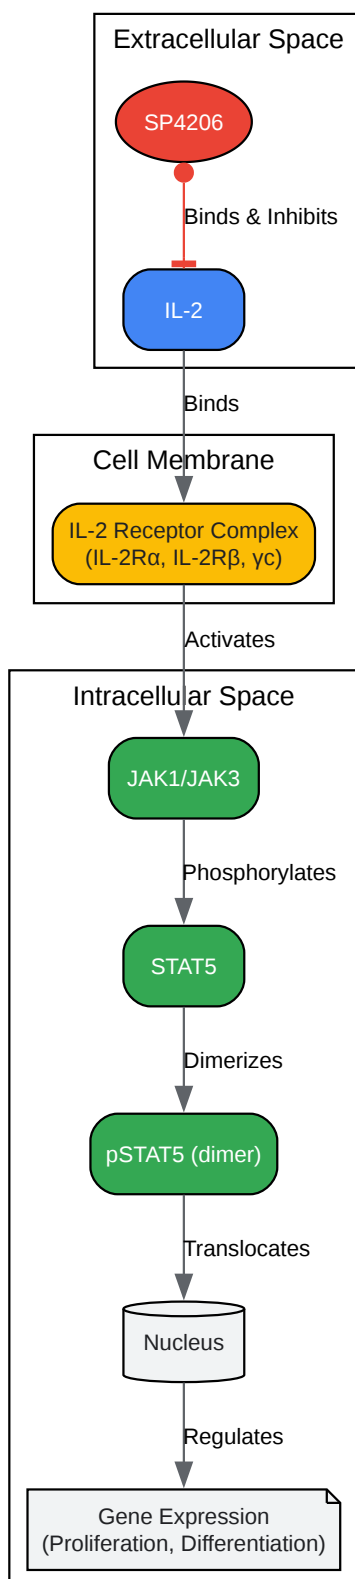 Extracellular Space
SP4206
Binds & Inhibits
IL-2
Binds
Cell Membrane
IL-2 Receptor Complex
(IL-2Rα, IL-2Rβ, γc)
Activates
Intracellular Space
JAK1/JAK3
Phosphorylates
STAT5
Dimerizes
pSTAT5 (dimer)
Translocates
Nucleus
Regulates
Gene Expression
(Proliferation, Differentiation)